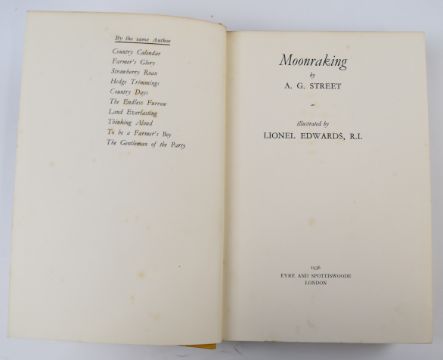 By the same Author
Country Calendar
Farmer's Glory
Strawberry Roan
Hedge Trimmings
Country Days
The Endless Furrow
Land Everlasting
Thinking Aloud
To be a Farmer's Boy
The Gentleman of the Party
Moonraking
by
A. G. STREET
illustrated by
LIONEL EDWARDS, R.I.
1936
EYRE AND SPOTTISWOODE
LONDON